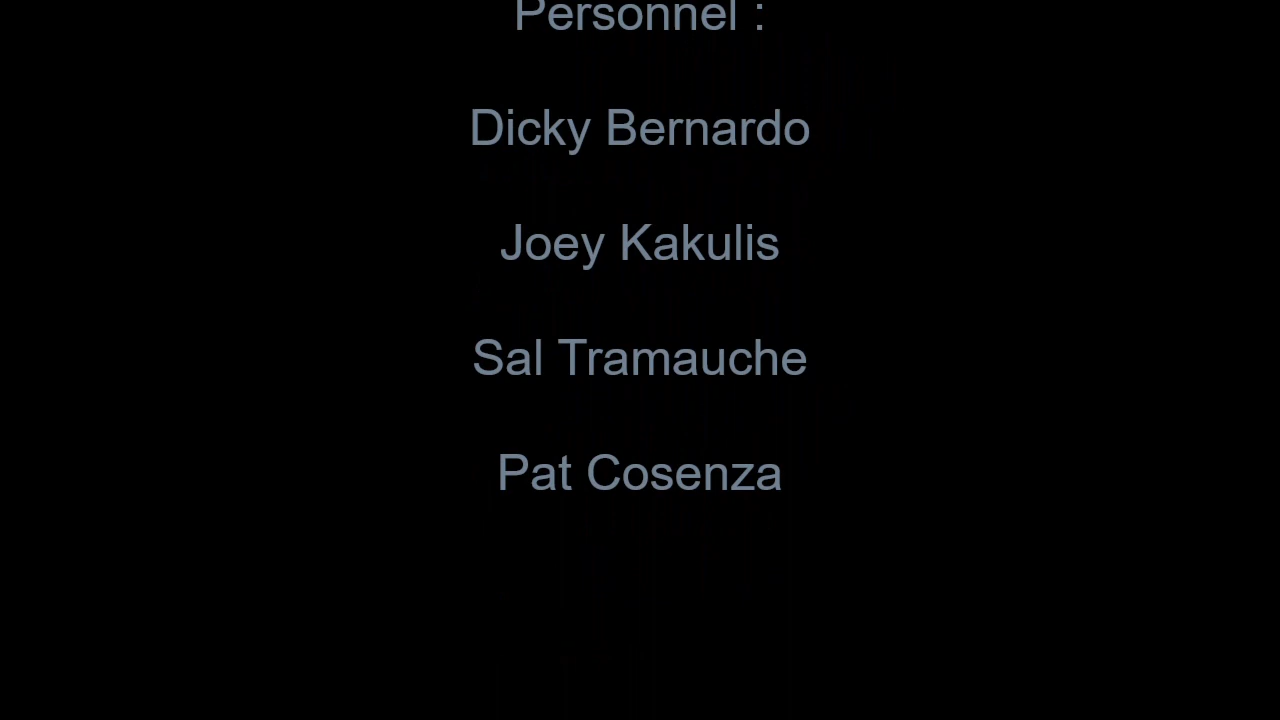 Personnel :
Dicky Bernardo
Joey Kakulis
Sal Tramauche
Pat Cosenza